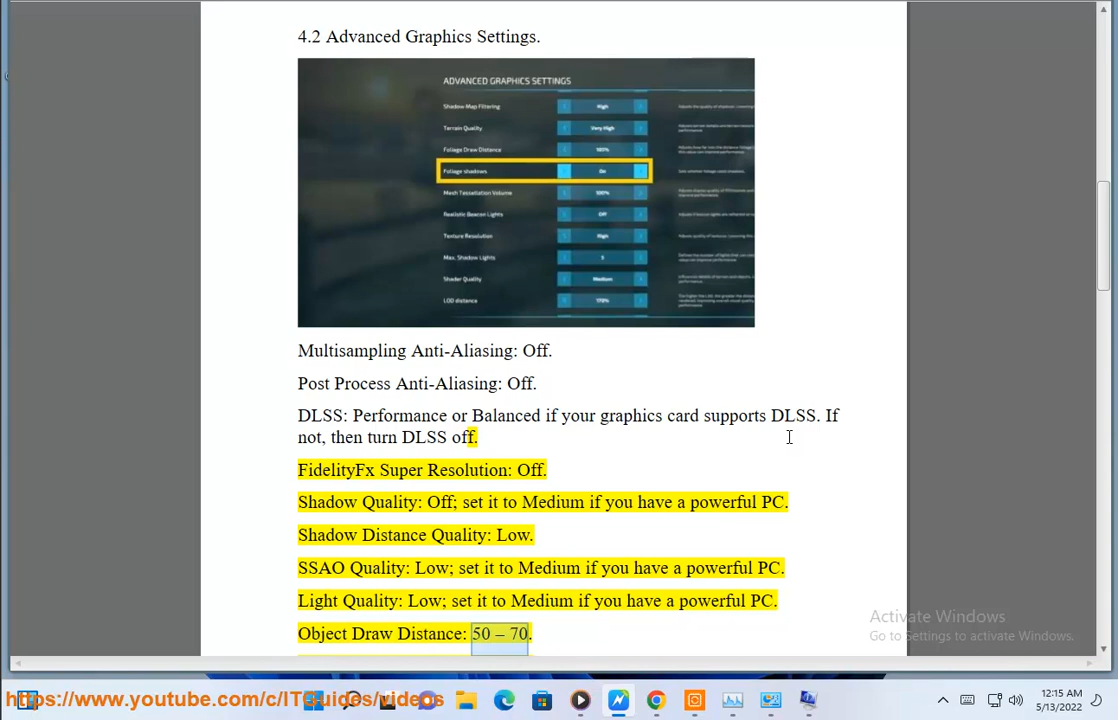 4.2 Advanced Graphics Settings.
ADVANCED GRAPHICS SETTINGS
Shadow Map Filtering High
Terrain Quality Very High
Foliage Draw Distance
Foliage shadows On
Mesh Tessellation Volume 100%
Realistic Beacon Lights Off
Texture Resolution High
Max. Shadow Lights
Shader Quality Medium
LOD distance 170%
Multisampling Anti-Aliasing: Off.
Post Process Anti-Aliasing: Off.
DLSS: Performance or Balanced if your graphics card supports DLSS. If
not, then turn DLSS off.
FidelityFx Super Resolution: Off.
Shadow Quality: Off; set it to Medium if you have a powerful PC.
Shadow Distance Quality: Low.
SSAO Quality: Low; set it to Medium if you have a powerful PC.
Light Quality: Low; set it to Medium if you have a powerful PC.
Object Draw Distance: 50 – 70.
Activate Windows
Go to Settings to activate Windows.
https://www.youtube.com/c/ITGuides/videos
12:15 AM
5/13/2022